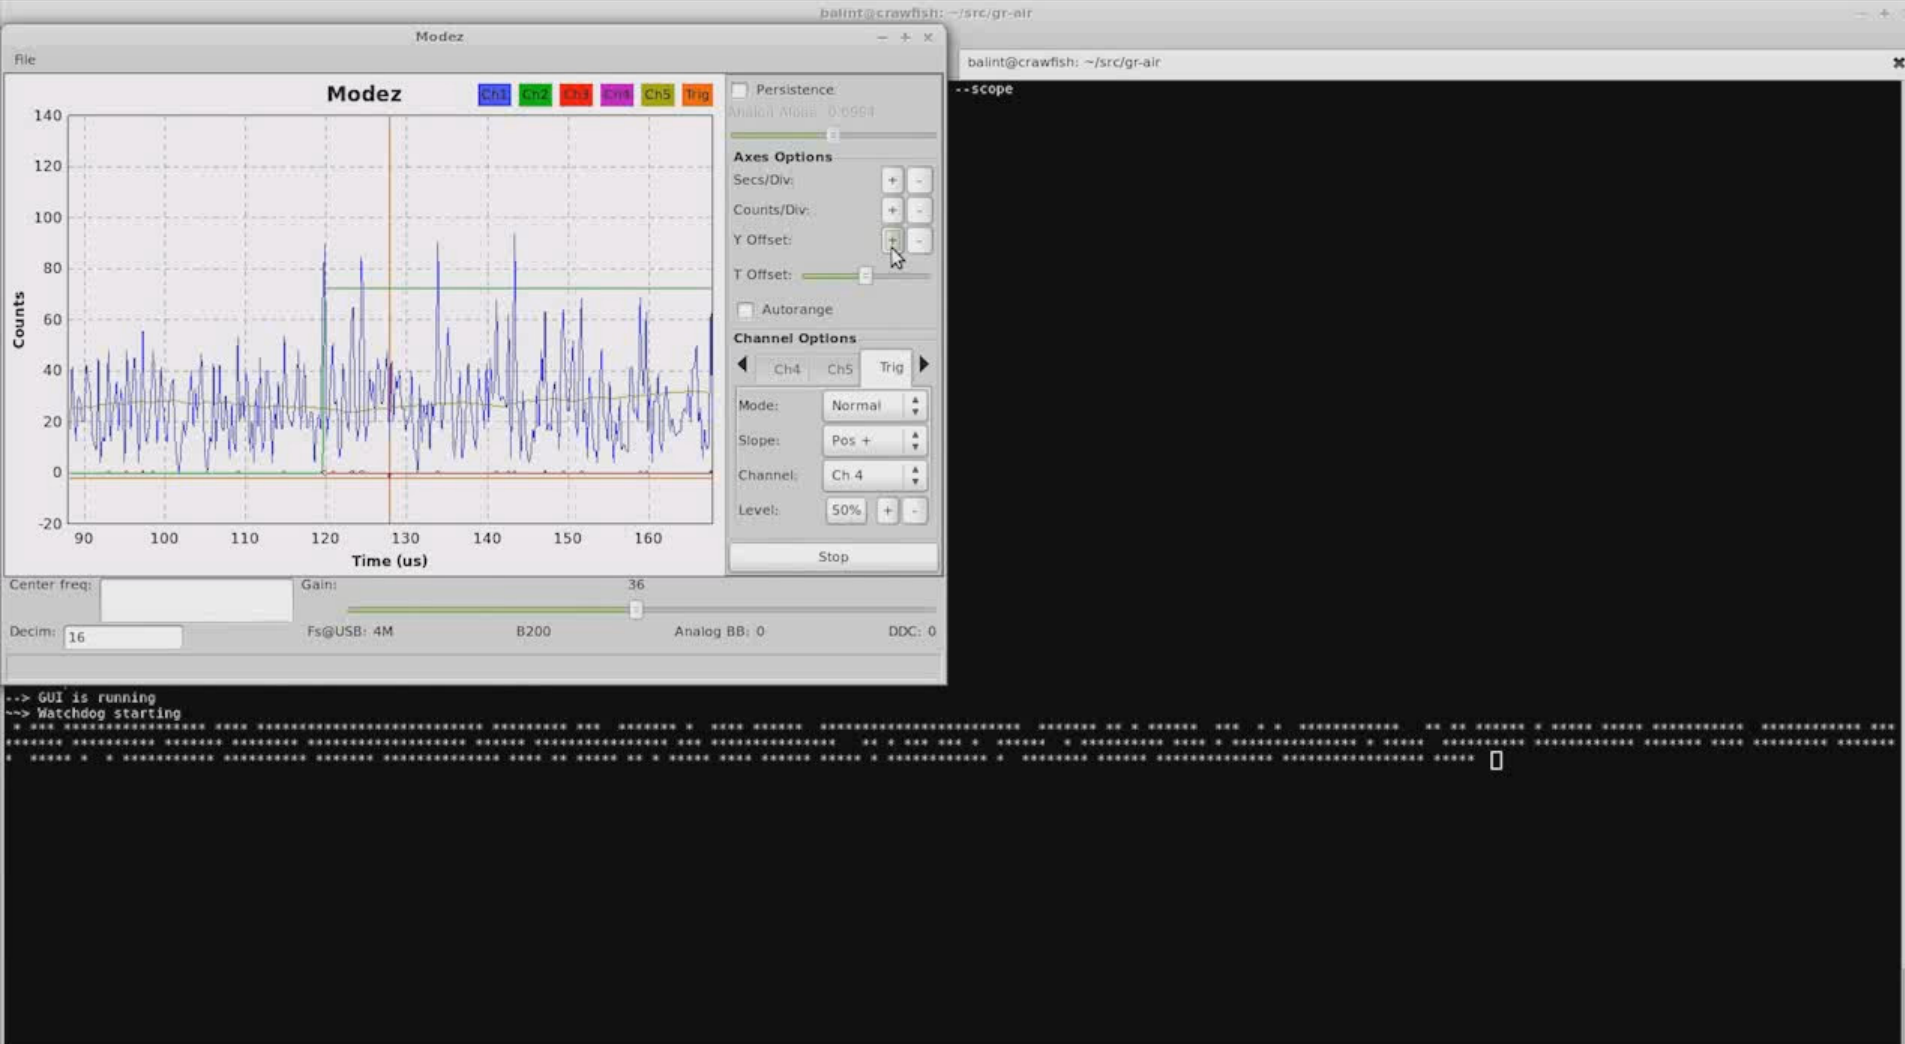 balint@crawfish: ~/src/gr-air
Modez
File
balint@crawfish: ~/src/gr-air
--scope
Modez
Ch1 Ch2 Ch3 Ch4 Ch5 Trig
140
120
100
80
60
40
20
0
-20
Counts
90 100 110 120 130 140 150 160
Time (us)
Persistence
Analog Alpha: 0.0994
Axes Options
Secs/Div: + -
Counts/Div: + -
Y Offset: + -
T Offset:
Autorange
Channel Options
Ch4 Ch5 Trig
Mode: Normal
Slope: Pos +
Channel: Ch 4
Level: 50% + -
Stop
Center freq: Gain: 36
Decim: 16 Fs@USB: 4M B200 Analog BB: 0 DDC: 0
--> GUI is running
~~> Watchdog starting